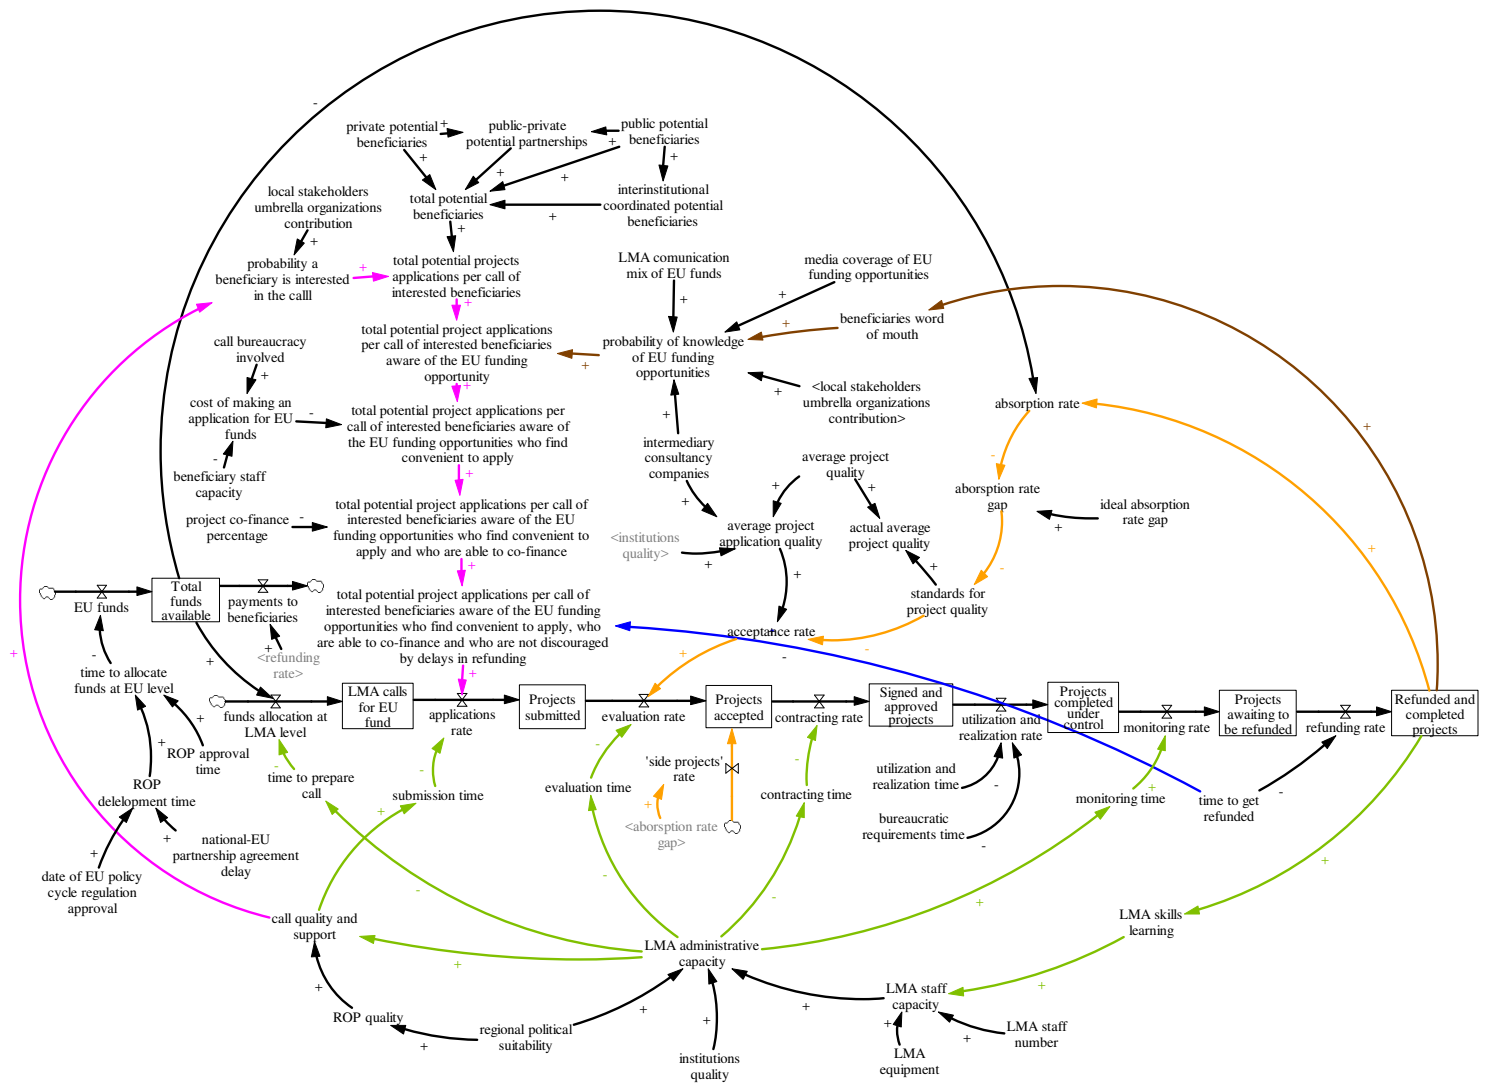 -
private potential
beneficiaries
+
public-private
potential partnerships
public potential
beneficiaries
+
+
+
+
+
local stakeholders
umbrella organizations
contribution
total potential
beneficiaries
+
interinstitutional
coordinated potential
beneficiaries
+
+
probability a
beneficiary is interested
in the calll
+
total potential projects
applications per call of
interested beneficiaries
LMA comunication
mix of EU funds
media coverage of EU
funding opportunities
+
+
+
total potential project applications
per call of interested beneficiaries
aware of the EU funding
opportunity
+
probability of knowledge
of EU funding
opportunities
+
beneficiaries word
of mouth
call bureaucracy
involved
+
+
+
<local stakeholders
umbrella organizations
contribution>
absorption rate
+
cost of making an
application for EU
funds
-
total potential project applications per
call of interested beneficiaries aware of
the EU funding opportunities who find
convenient to apply
+
intermediary
consultancy
companies
-
beneficiary staff
capacity
+
average project
quality
-
aborsption rate
gap
ideal absorption
rate gap
+
project co-finance
percentage
-
total potential project applications per call of
interested beneficiaries aware of the EU
funding opportunities who find convenient to
apply and who are able to co-finance
+
+
+
<institutions
quality>
+
average project
application quality
actual average
project quality
+
-
+
standards for
project quality
+
+
EU funds
Total
funds
available
payments to
beneficiaries
total potential project applications per call of
interested beneficiaries aware of the EU funding
opportunities who find convenient to apply, who
are able to co-finance and who are not discouraged
by delays in refunding
acceptance rate
-
-
-
+
+
<refunding
rate>
+
+
+
time to allocate
funds at EU level
+
funds allocation at
LMA level
LMA calls
for EU
fund
applications
rate
Projects
submitted
evaluation rate
Projects
accepted
contracting rate
Signed and
approved
projects
utilization and
realization rate
Projects
completed
under
control
monitoring rate
Projects
awaiting to
be refunded
refunding rate
Refunded and
completed
projects
+
ROP approval
time
-
time to prepare
call
-
submission time
-
evaluation time
'side projects'
rate
+
<aborsption rate
gap>
-
contracting time
utilization and
realization time
-
bureaucratic
requirements time
-
monitoring time
+
time to get
refunded
-
ROP
delelopment time
+
national-EU
partnership agreement
delay
+
date of EU policy
cycle regulation
approval
+
-
-
-
+
+
call quality and
support
+
LMA administrative
capacity
LMA skills
learning
+
+
ROP quality
+
regional political
suitability
+
+
institutions
quality
+
LMA staff
capacity
+
LMA
equipment
+
LMA staff
number